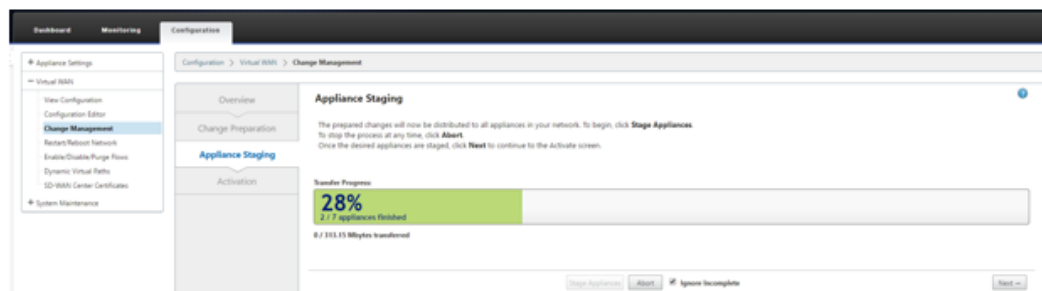 Dashboard
Monitoring
Configuration
+ Appliance Settings
− Virtual WAN
View Configuration
Configuration Editor
Change Management
Restart/Reboot Network
Enable/Disable/Purge Flows
Dynamic Virtual Paths
SD-WAN Center Certificates
+ System Maintenance
Configuration > Virtual WAN > Change Management
Overview
Change Preparation
Appliance Staging
Activation
Appliance Staging
?
The prepared changes will now be distributed to all appliances in your network. To begin, click Stage Appliances.
To stop the process at any time, click Abort.
Once the desired appliances are staged, click Next to continue to the Activate screen.
Transfer Progress:
28%
2 / 7 appliances finished
0 / 313.15 Mbytes transferred
Stage Appliances
Abort
Ignore Incomplete
Next →